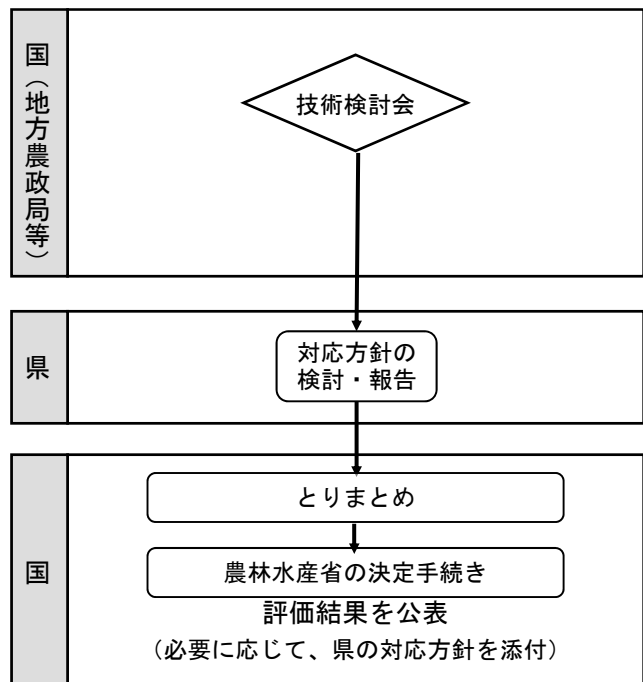 国（地方農政局等）
技術検討会
県
対応方針の
検討・報告
国
とりまとめ
農林水産省の決定手続き
評価結果を公表
（必要に応じて、県の対応方針を添付）